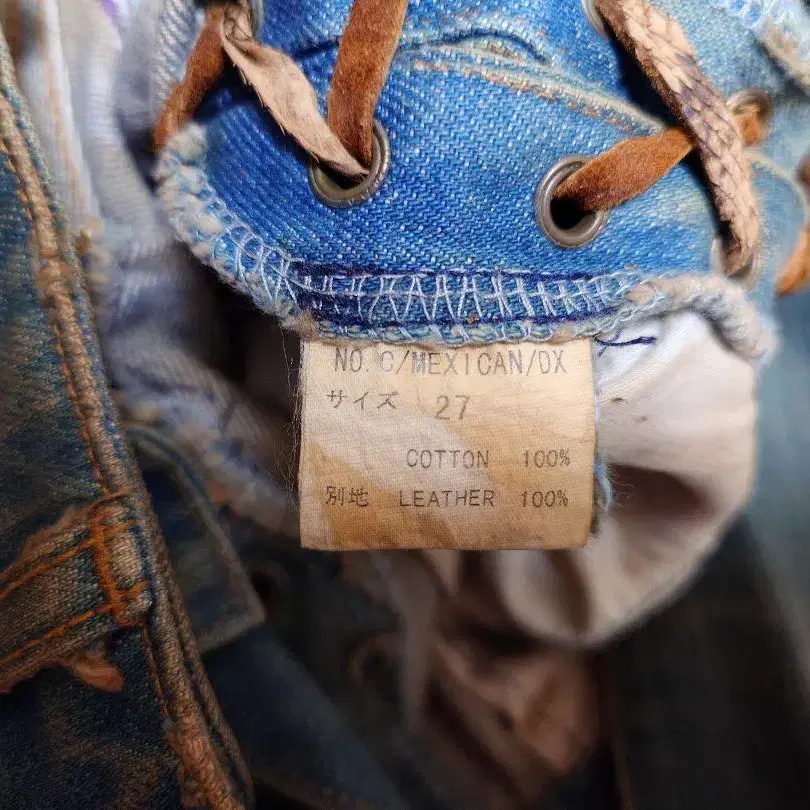 NO. C/MEXICAN/DX
サイズ 27
COTTON 100%
別地 LEATHER 100%